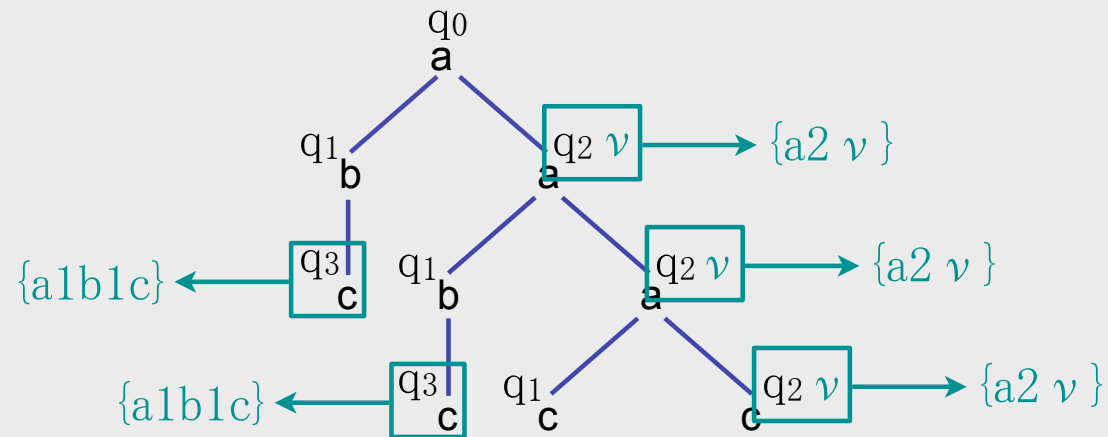 q0
a
q1
b
q2 ν
a
{a2 ν}
{a1b1c}
q3
c
q1
b
q2 ν
a
{a2 ν}
{a1b1c}
q3
c
q1
c
q2 ν
c
{a2 ν}